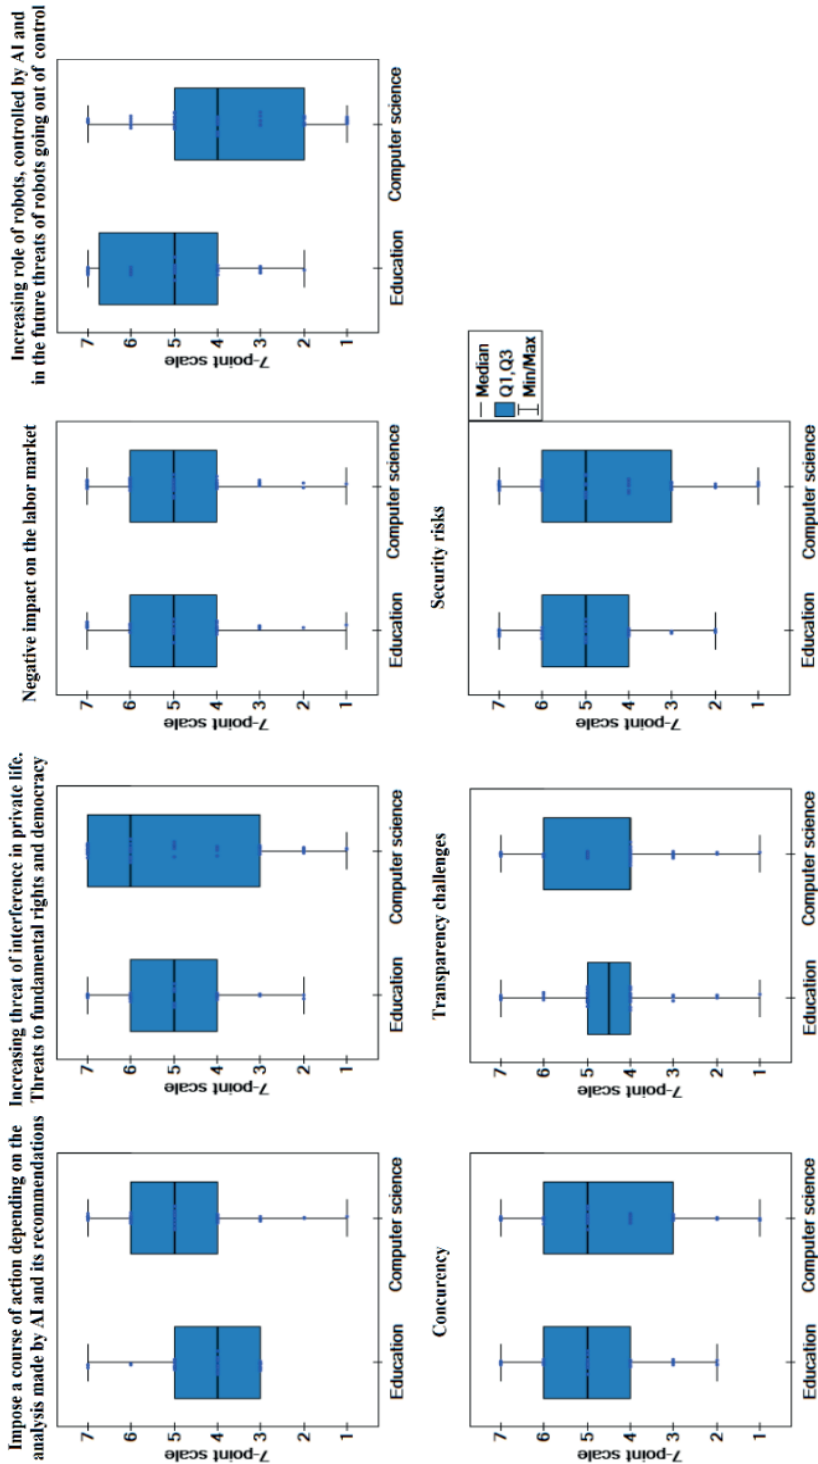 Impose a course of action depending on the
analysis made by AI and its recommendations
7-point scale
7
6
5
4
3
2
1
Education
Computer science
Increasing threat of interference in private life.
Threats to fundamental rights and democracy
7-point scale
7
6
5
4
3
2
1
Education
Computer science
Negative impact on the labor market
7-point scale
7
6
5
4
3
2
1
Education
Computer science
Increasing role of robots, controlled by AI and
in the future threats of robots going out of control
7-point scale
7
6
5
4
3
2
1
Education
Computer science
Concurency
7-point scale
7
6
5
4
3
2
1
Education
Computer science
Transparency challenges
7-point scale
7
6
5
4
3
2
1
Education
Computer science
Security risks
7-point scale
7
6
5
4
3
2
1
Education
Computer science
Median
Q1,Q3
Min/Max